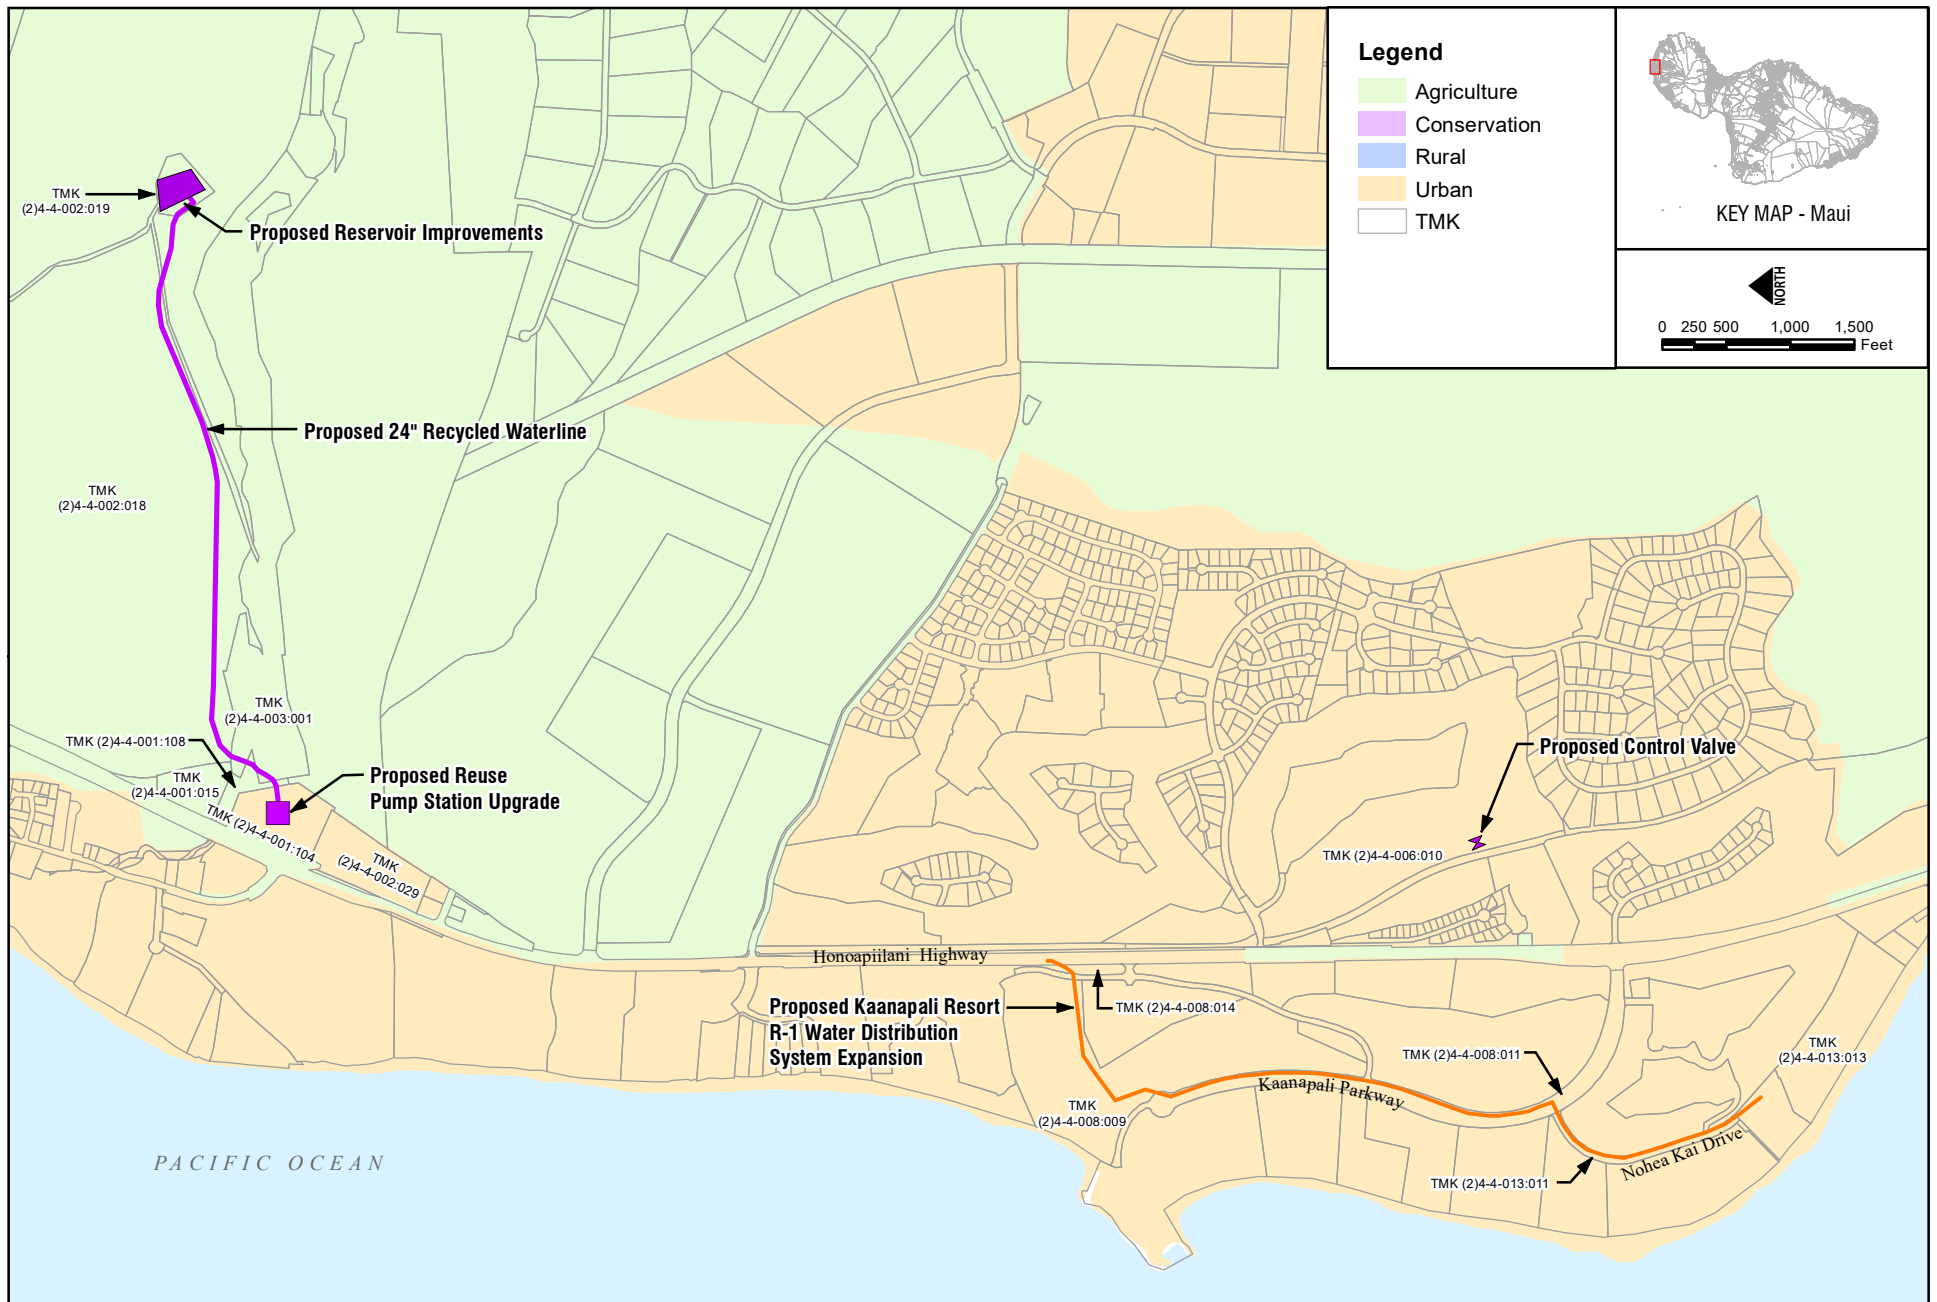 Legend
Agriculture
Conservation
Rural
Urban
TMK
KEY MAP - Maui
NORTH
0 250 500 1,000 1,500
Feet
TMK
(2)4-4-002:019
Proposed Reservoir Improvements
Proposed 24" Recycled Waterline
TMK
(2)4-4-002:018
TMK
(2)4-4-003:001
TMK (2)4-4-001:108
TMK
(2)4-4-001:015
Proposed Reuse
Pump Station Upgrade
TMK (2)4-4-001:104
TMK
(2)4-4-002:029
Proposed Control Valve
TMK (2)4-4-006:010
Honoapiilani Highway
Proposed Kaanapali Resort
R-1 Water Distribution
System Expansion
TMK (2)4-4-008:014
TMK (2)4-4-008:011
TMK
(2)4-4-013:013
Kaanapali Parkway
TMK
(2)4-4-008:009
Nohea Kai Drive
TMK (2)4-4-013:011
PACIFIC OCEAN